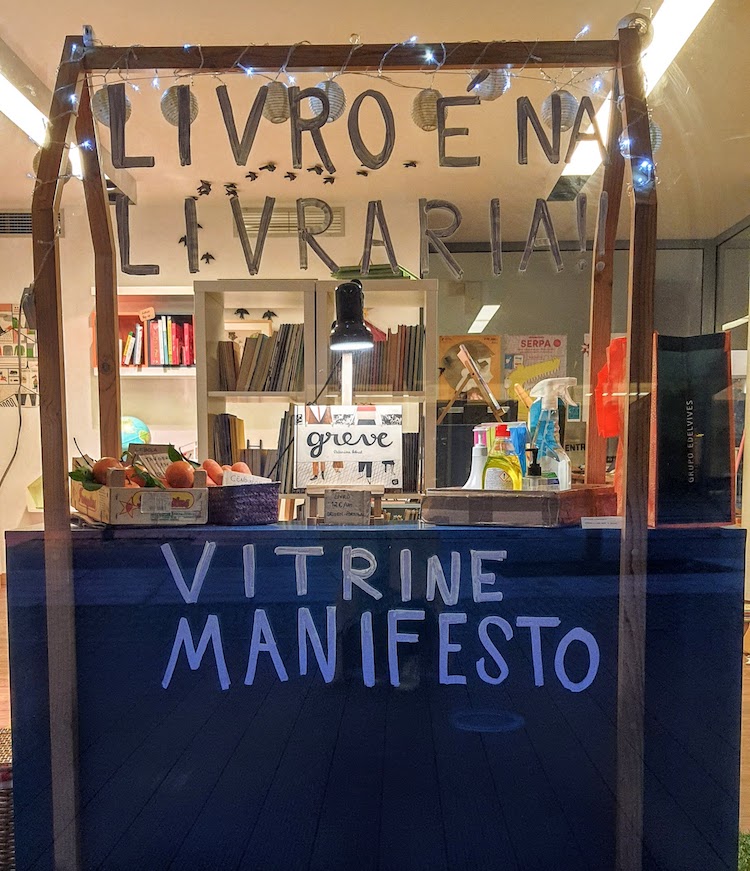 LIVRO É NA
LIVRARIA!
SERPA
greve
GRUPO EDELVIVES
VITRINE
MANIFESTO